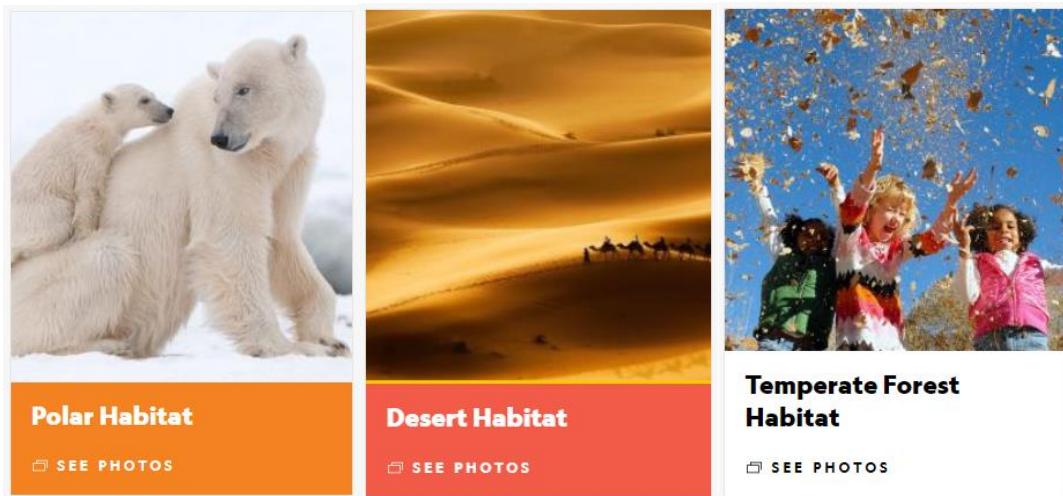 Polar Habitat
SEE PHOTOS
Desert Habitat
SEE PHOTOS
Temperate Forest
Habitat
SEE PHOTOS